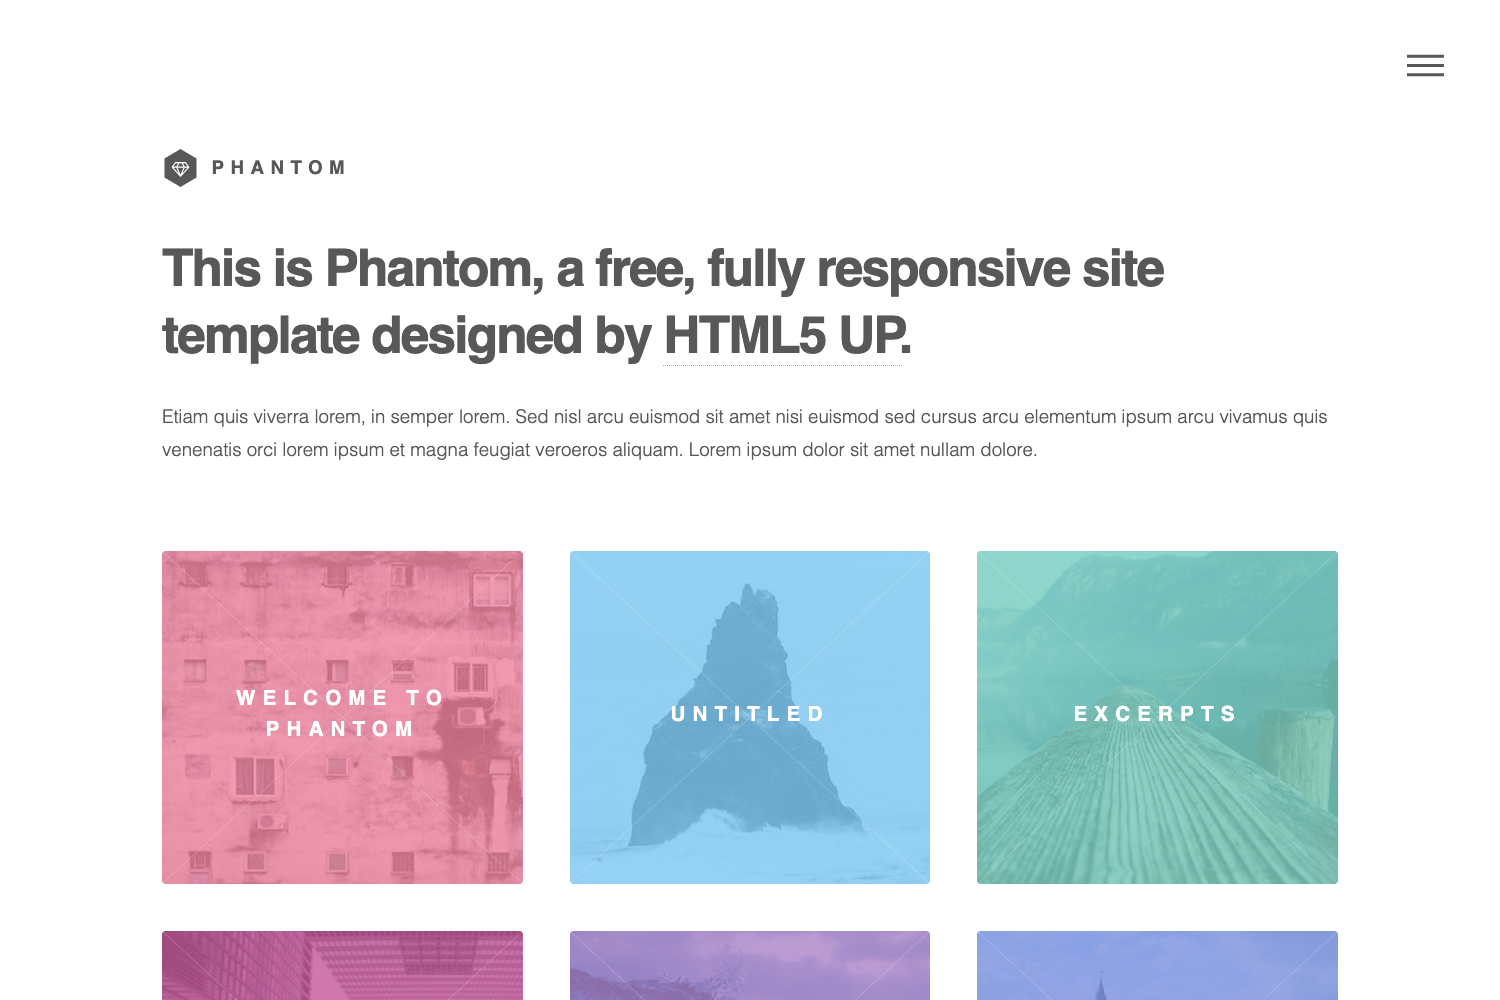 PHANTOM
This is Phantom, a free, fully responsive site
template designed by HTML5 UP.
Etiam quis viverra lorem, in semper lorem. Sed nisl arcu euismod sit amet nisi euismod sed cursus arcu elementum ipsum arcu vivamus quis
venenatis orci lorem ipsum et magna feugiat veroeros aliquam. Lorem ipsum dolor sit amet nullam dolore.
WELCOME TO
PHANTOM
UNTITLED
EXCERPTS